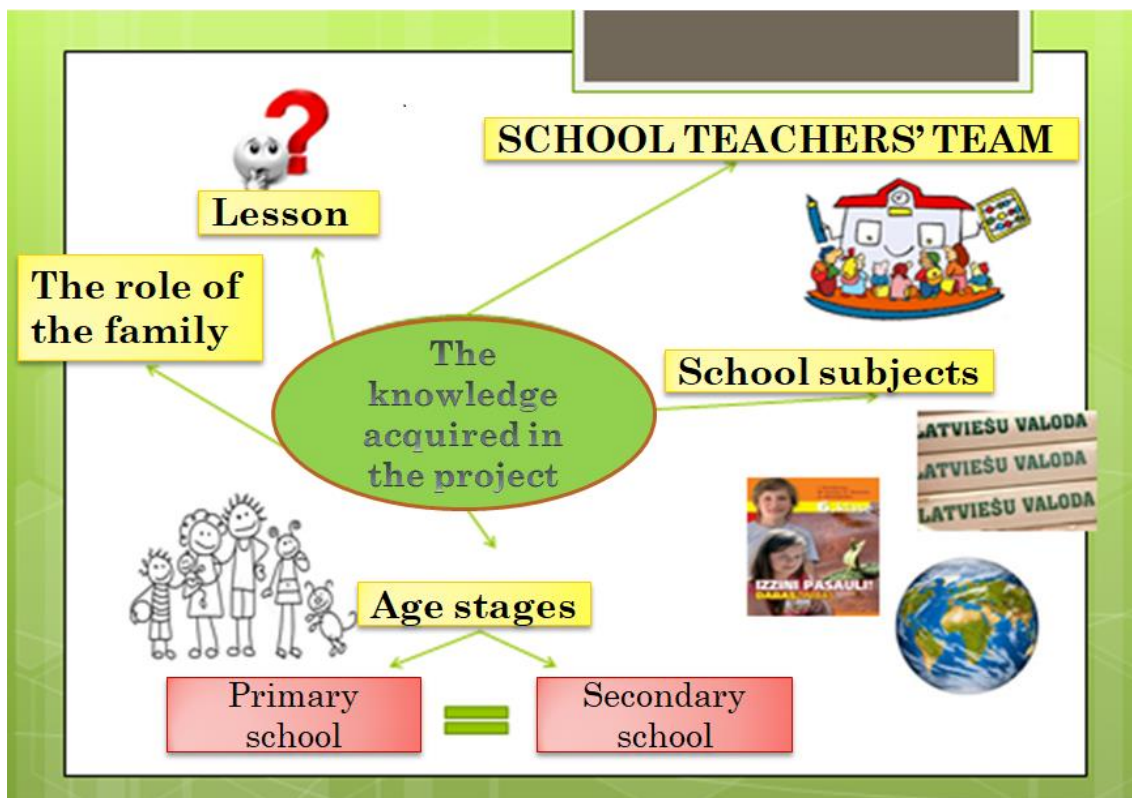 SCHOOL TEACHERS' TEAM
Lesson
The role of
the family
The
knowledge
acquired in
the project
School subjects
LATVIEŠU VALODA
LATVIEŠU VALODA
LATVIEŠU VALODA
6.
IZZINI PASAULI!
Age stages
Primary
school
Secondary
school